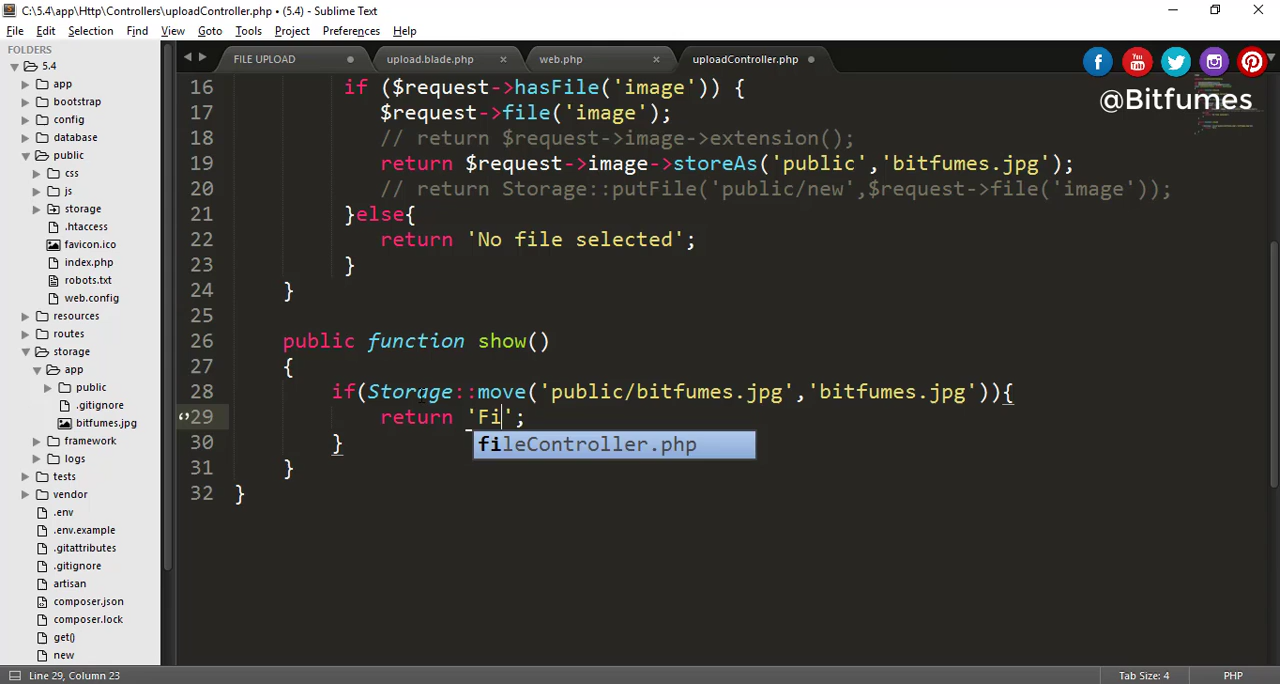 C:\5.4\app\Http\Controllers\uploadController.php • (5.4) - Sublime Text
File Edit Selection Find View Goto Tools Project Preferences Help
FOLDERS
5.4
app
bootstrap
config
database
public
css
js
storage
.htaccess
favicon.ico
index.php
robots.txt
web.config
resources
routes
storage
app
public
.gitignore
bitfumes.jpg
framework
logs
tests
vendor
.env
.env.example
.gitattributes
.gitignore
artisan
composer.json
composer.lock
get()
new
FILE UPLOAD upload.blade.php web.php uploadController.php
You Tube
@Bitfumes
16 if ($request->hasFile('image')) {
17 $request->file('image');
18 // return $request->image->extension();
19 return $request->image->storeAs('public','bitfumes.jpg');
20 // return Storage::putFile('public/new',$request->file('image'));
21 }else{
22 return 'No file selected';
23 }
24 }
25
26 public function show()
27 {
28 if(Storage::move('public/bitfumes.jpg','bitfumes.jpg')){
29 return 'Fi';
fileController.php
30 }
31 }
32 }
Line 29, Column 23 Tab Size: 4 PHP